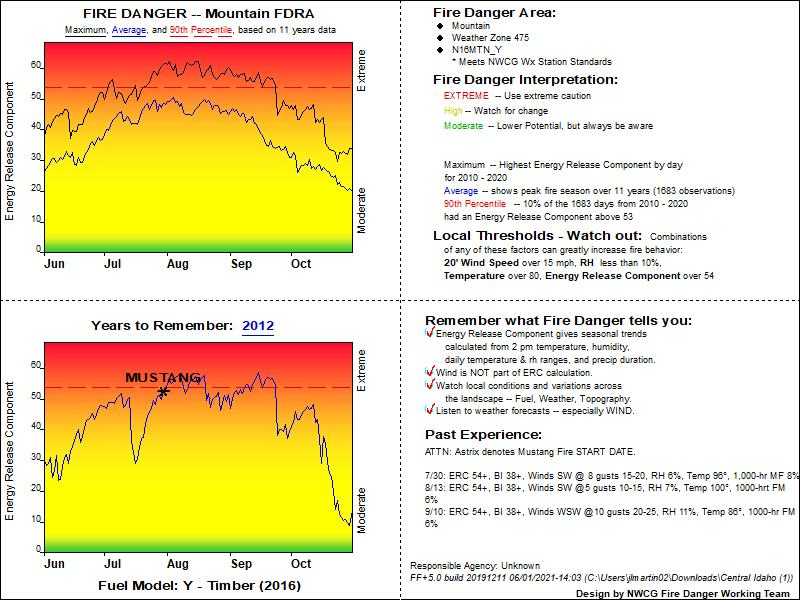 FIRE DANGER -- Mountain FDRA
Maximum, Average, and 90th Percentile, based on 11 years data
Energy Release Component
60
50
40
30
20
10
0
Jun Jul Aug Sep Oct
Extreme
Moderate
Fire Danger Area:
Mountain
Weather Zone 475
N16MTN_Y
* Meets NWCG Wx Station Standards
Fire Danger Interpretation:
EXTREME -- Use extreme caution
High -- Watch for change
Moderate -- Lower Potential, but always be aware
Maximum -- Highest Energy Release Component by day
for 2010 - 2020
Average -- shows peak fire season over 11 years (1683 observations)
90th Percentile -- 10% of the 1683 days from 2010 - 2020
had an Energy Release Component above 53
Local Thresholds - Watch out: Combinations
of any of these factors can greatly increase fire behavior:
20' Wind Speed over 15 mph, RH less than 10%,
Temperature over 80, Energy Release Component over 54
Years to Remember: 2012
Energy Release Component
60
50
40
30
20
10
0
MUSTANG
Jun Jul Aug Sep Oct
Extreme
Moderate
Fuel Model: Y - Timber (2016)
Remember what Fire Danger tells you:
Energy Release Component gives seasonal trends
calculated from 2 pm temperature, humidity,
daily temperature & rh ranges, and precip duration.
Wind is NOT part of ERC calculation.
Watch local conditions and variations across
the landscape -- Fuel, Weather, Topography.
Listen to weather forecasts -- especially WIND.
Past Experience:
ATTN: Astrix denotes Mustang Fire START DATE.
7/30: ERC 54+, BI 38+, Winds SW @ 8 gusts 15-20, RH 6%, Temp 96°, 1,000-hr MF 8%
8/13: ERC 54+, BI 38+, Winds SW @5 gusts 10-15, RH 7%, Temp 100°, 1000-hrt FM
6%
9/10: ERC 54+, BI 38+, Winds WSW @10 gusts 20-25, RH 11%, Temp 86°, 1000-hr FM
6%
Responsible Agency: Unknown
FF+5.0 build 20191211 06/01/2021-14:03 (C:\Users\jlmartin02\Downloads\Central Idaho (1))
Design by NWCG Fire Danger Working Team